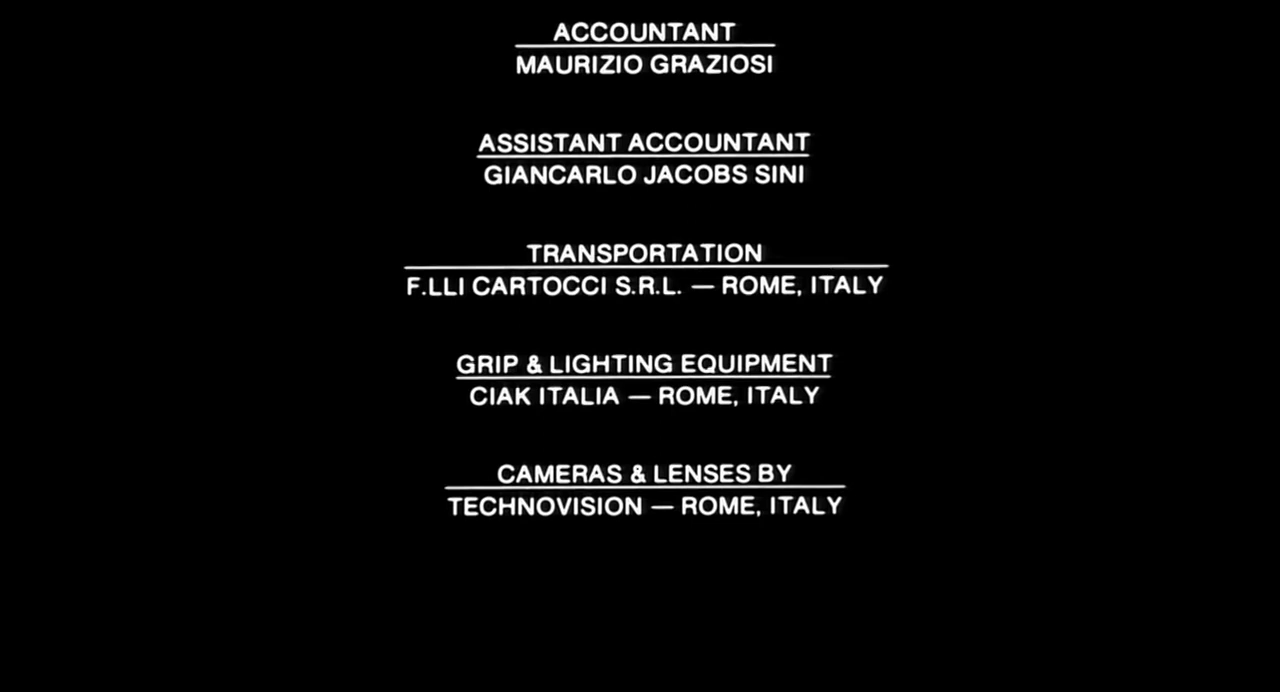 ACCOUNTANT
MAURIZIO GRAZIOSI
ASSISTANT ACCOUNTANT
GIANCARLO JACOBS SINI
TRANSPORTATION
F.LLI CARTOCCI S.R.L. — ROME, ITALY
GRIP & LIGHTING EQUIPMENT
CIAK ITALIA — ROME, ITALY
CAMERAS & LENSES BY
TECHNOVISION — ROME, ITALY